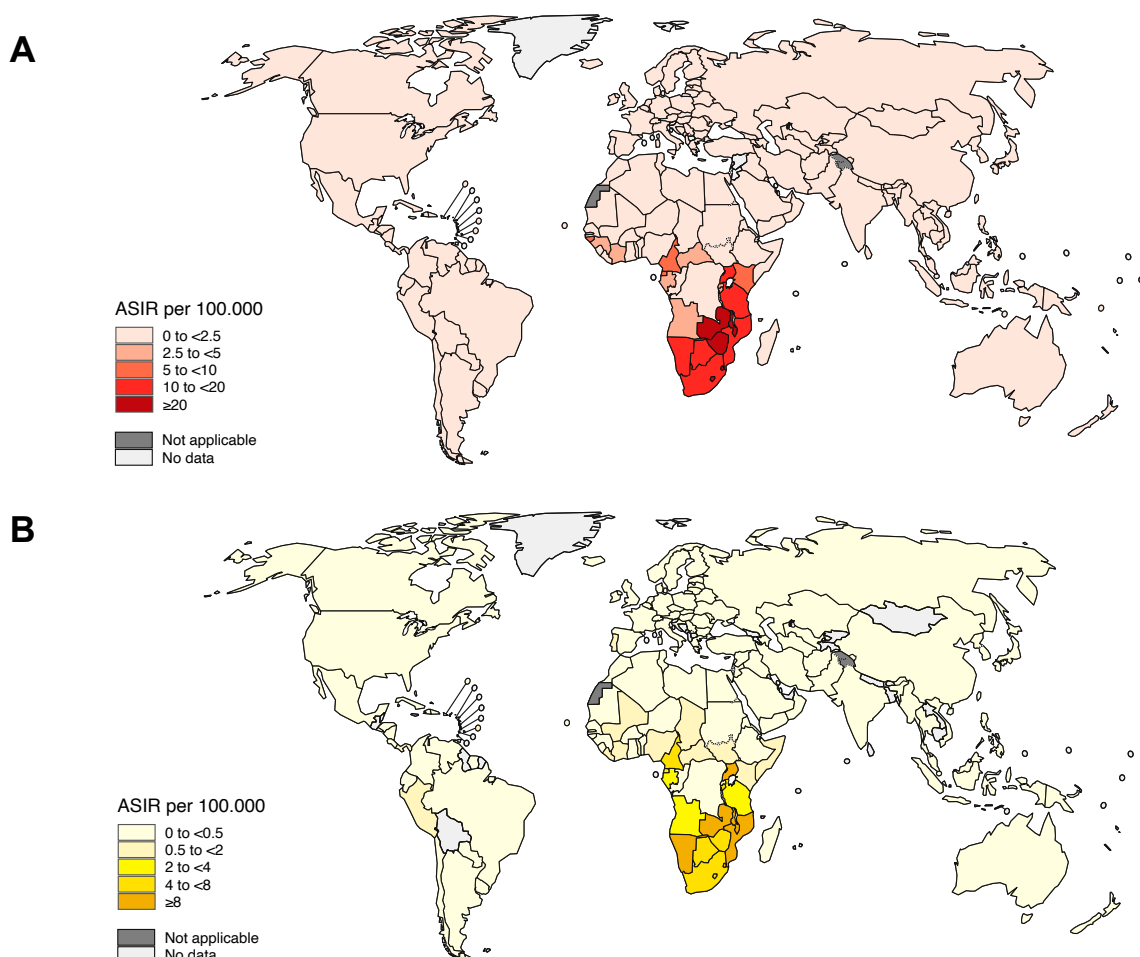 A
ASIR per 100.000
0 to <2.5
2.5 to <5
5 to <10
10 to <20
≥20
Not applicable
No data
B
ASIR per 100.000
0 to <0.5
0.5 to <2
2 to <4
4 to <8
≥8
Not applicable
No data